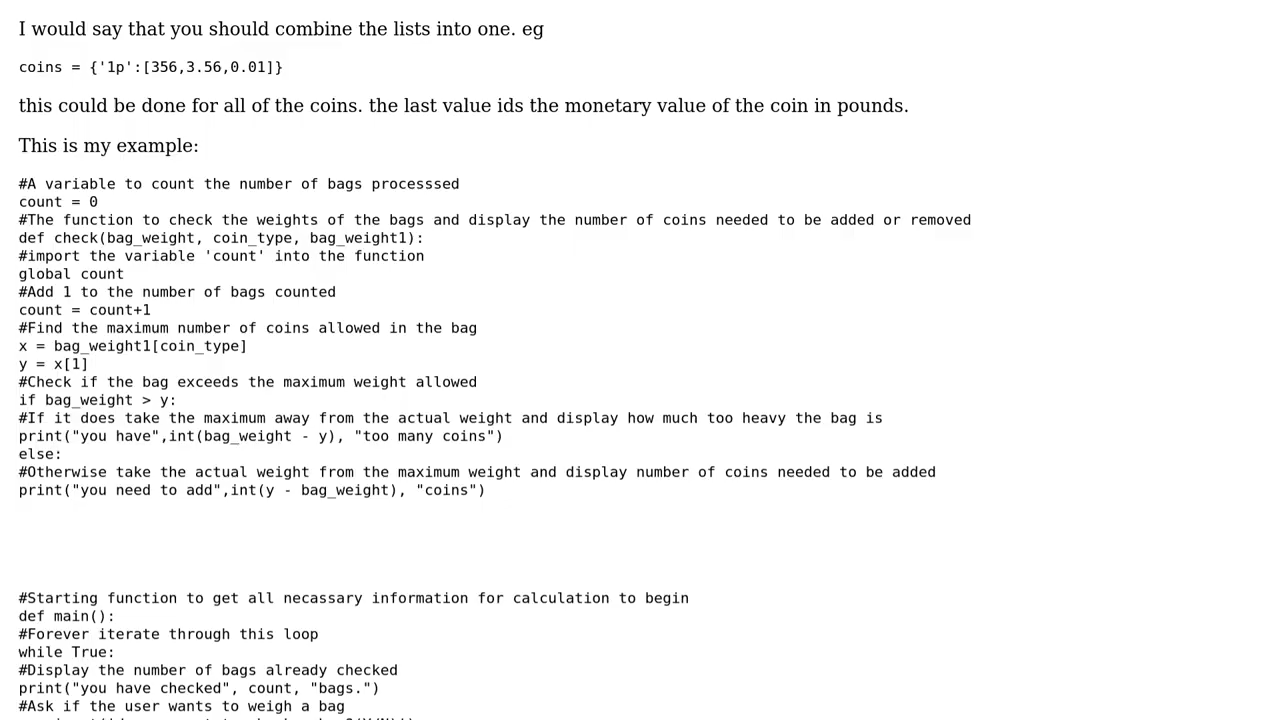 I would say that you should combine the lists into one. eg
coins = {'1p':[356,3.56,0.01]}
this could be done for all of the coins. the last value ids the monetary value of the coin in pounds.
This is my example:
#A variable to count the number of bags processsed
count = 0
#The function to check the weights of the bags and display the number of coins needed to be added or removed
def check(bag_weight, coin_type, bag_weight1):
#import the variable 'count' into the function
global count
#Add 1 to the number of bags counted
count = count+1
#Find the maximum number of coins allowed in the bag
x = bag_weight1[coin_type]
y = x[1]
#Check if the bag exceeds the maximum weight allowed
if bag_weight > y:
#If it does take the maximum away from the actual weight and display how much too heavy the bag is
print("you have",int(bag_weight - y), "too many coins")
else:
#Otherwise take the actual weight from the maximum weight and display number of coins needed to be added
print("you need to add",int(y - bag_weight), "coins")
#Starting function to get all necassary information for calculation to begin
def main():
#Forever iterate through this loop
while True:
#Display the number of bags already checked
print("you have checked", count, "bags.")
#Ask if the user wants to weigh a bag